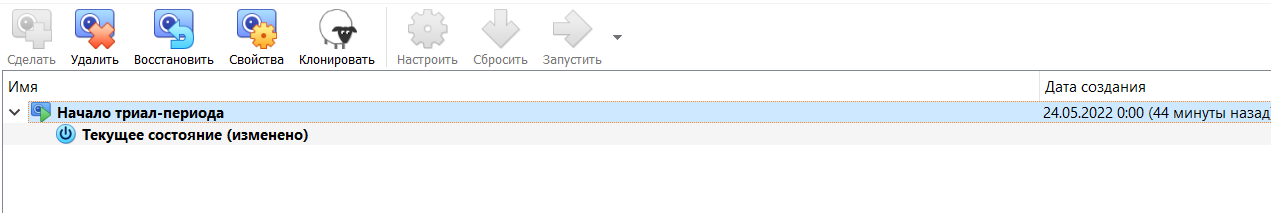 Сделать Удалить Восстановить Свойства Клонировать Настроить Сбросить Запустить
Имя Дата создания
Начало триал-периода 24.05.2022 0:00 (44 минуты назад)
Текущее состояние (изменено)